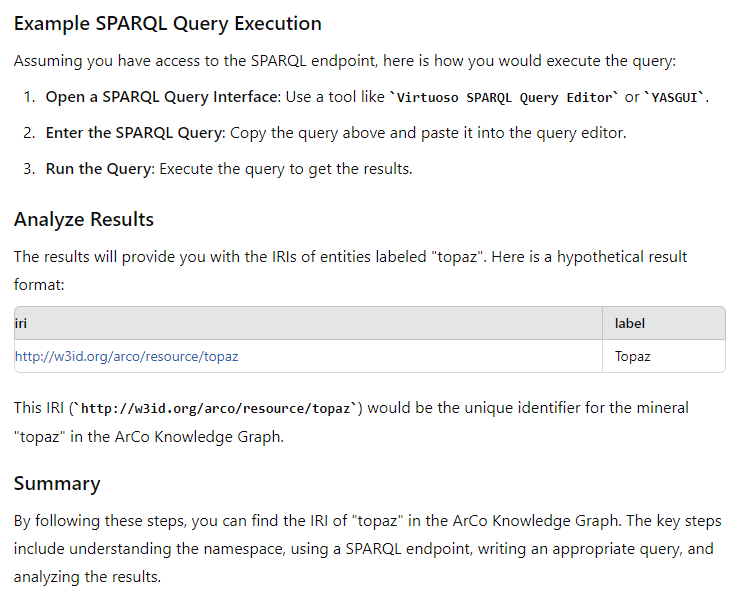 Example SPARQL Query Execution
Assuming you have access to the SPARQL endpoint, here is how you would execute the query:
1. Open a SPARQL Query Interface: Use a tool like `Virtuoso SPARQL Query Editor` or `YASGUI`.
2. Enter the SPARQL Query: Copy the query above and paste it into the query editor.
3. Run the Query: Execute the query to get the results.
Analyze Results
The results will provide you with the IRIs of entities labeled "topaz". Here is a hypothetical result
format:
iri label
http://w3id.org/arco/resource/topaz Topaz
This IRI (`http://w3id.org/arco/resource/topaz`) would be the unique identifier for the mineral
"topaz" in the ArCo Knowledge Graph.
Summary
By following these steps, you can find the IRI of "topaz" in the ArCo Knowledge Graph. The key steps
include understanding the namespace, using a SPARQL endpoint, writing an appropriate query, and
analyzing the results.